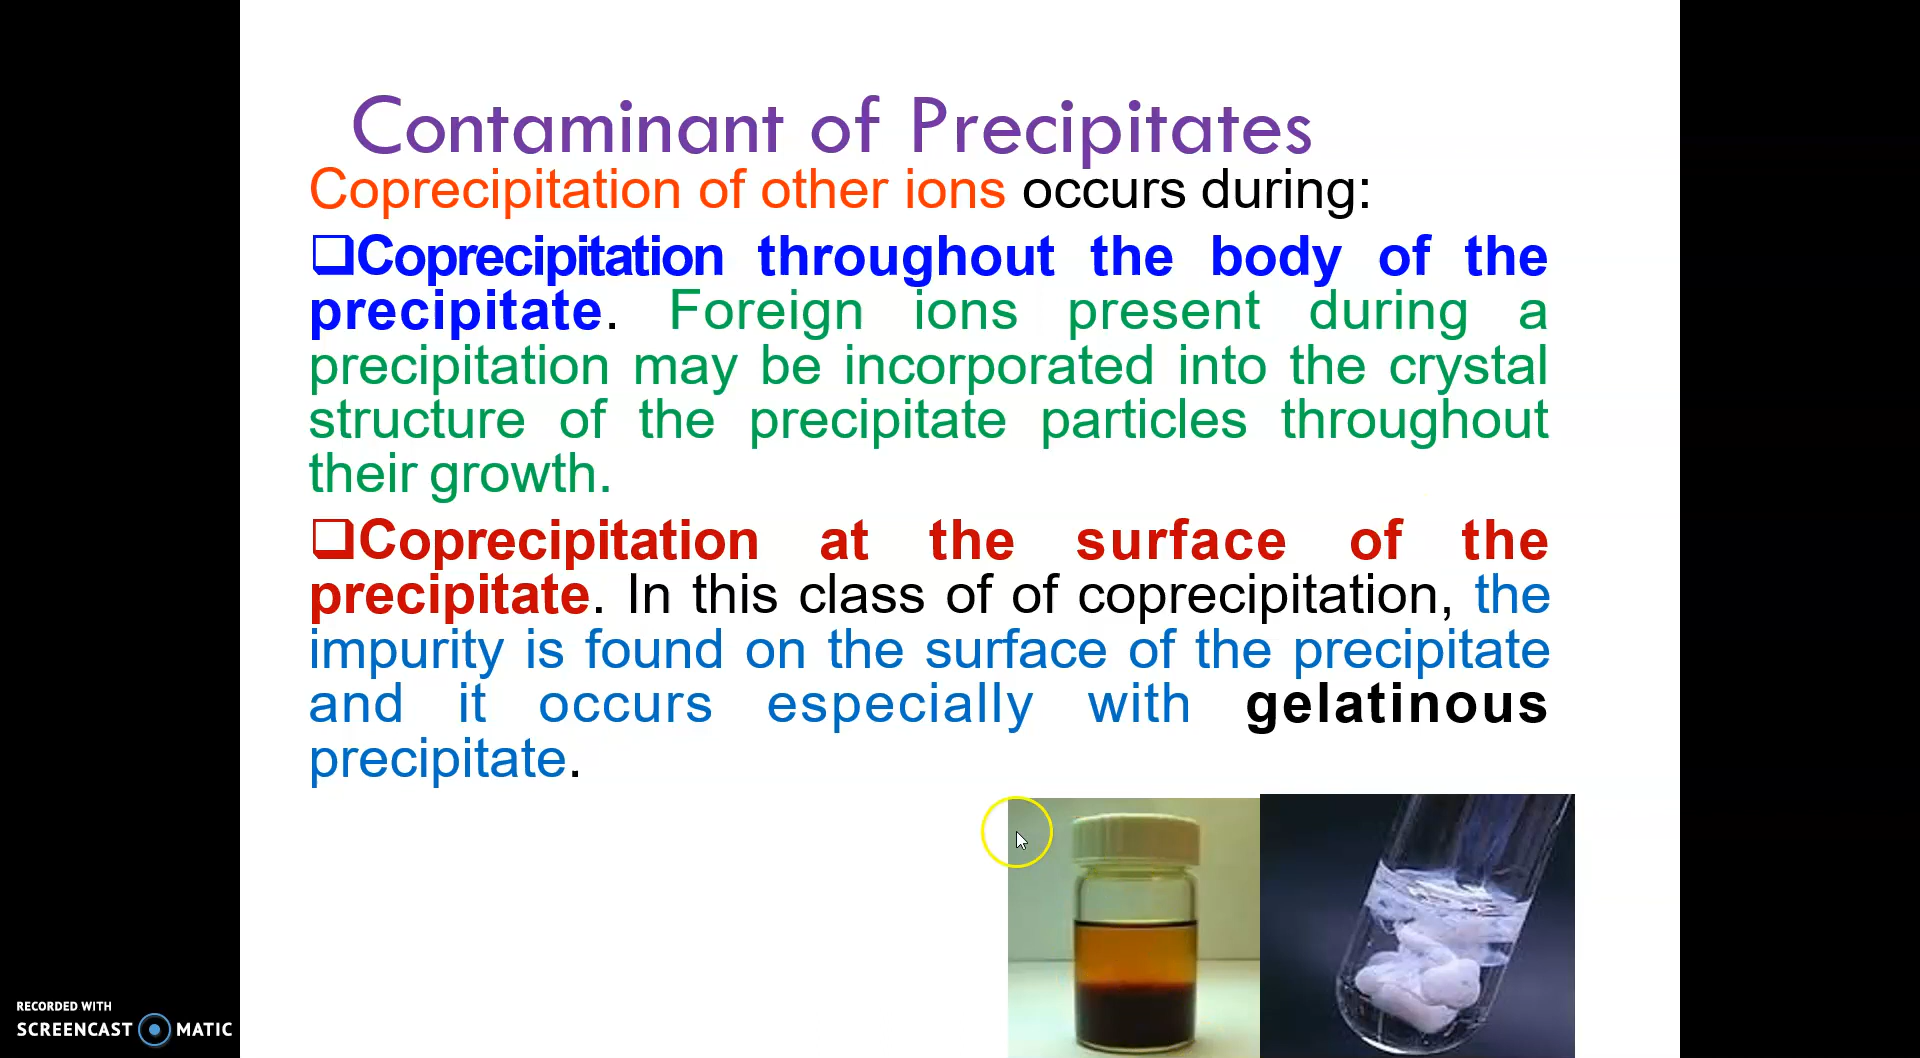 Contaminant of Precipitates
Coprecipitation of other ions occurs during:
❑Coprecipitation throughout the body of the
precipitate. Foreign ions present during a
precipitation may be incorporated into the crystal
structure of the precipitate particles throughout
their growth.
❑Coprecipitation at the surface of the
precipitate. In this class of of coprecipitation, the
impurity is found on the surface of the precipitate
and it occurs especially with gelatinous
precipitate.
RECORDED WITH
SCREENCAST MATIC